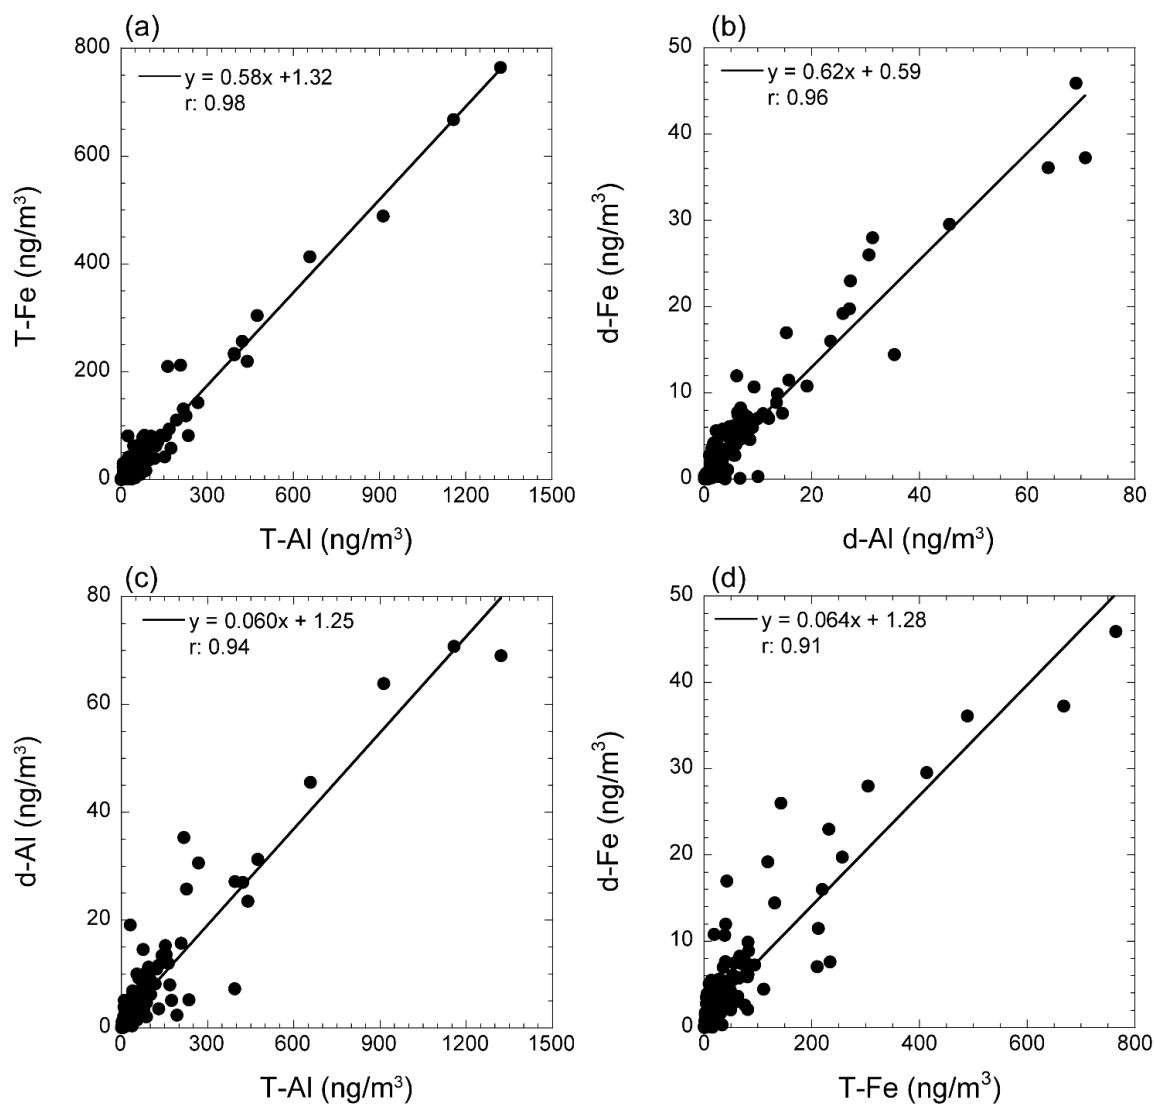 (a)
800
600
400
200
0
y = 0.58x +1.32
r: 0.98
T-Fe (ng/m³)
0 300 600 900 1200 1500
T-Al (ng/m³)
(b)
50
40
30
20
10
0
y = 0.62x + 0.59
r: 0.96
d-Fe (ng/m³)
0 20 40 60 80
d-Al (ng/m³)
(c)
80
60
40
20
0
y = 0.060x + 1.25
r: 0.94
d-Al (ng/m³)
0 300 600 900 1200 1500
T-Al (ng/m³)
(d)
50
40
30
20
10
0
y = 0.064x + 1.28
r: 0.91
d-Fe (ng/m³)
0 200 400 600 800
T-Fe (ng/m³)